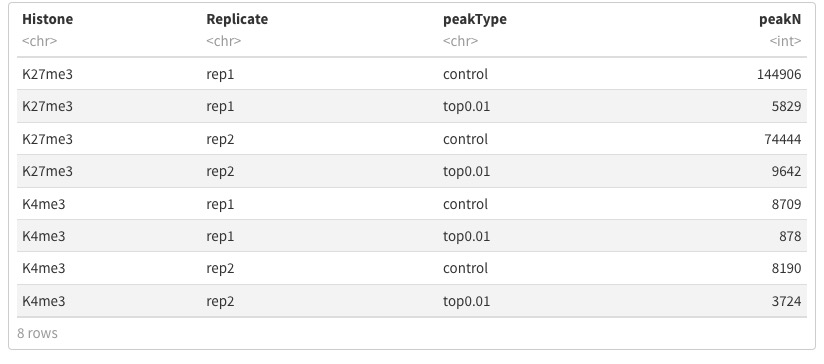 Histone Replicate peakType peakN
<chr> <chr> <chr> <int>
K27me3 rep1 control 144906
K27me3 rep1 top0.01 5829
K27me3 rep2 control 74444
K27me3 rep2 top0.01 9642
K4me3 rep1 control 8709
K4me3 rep1 top0.01 878
K4me3 rep2 control 8190
K4me3 rep2 top0.01 3724
8 rows